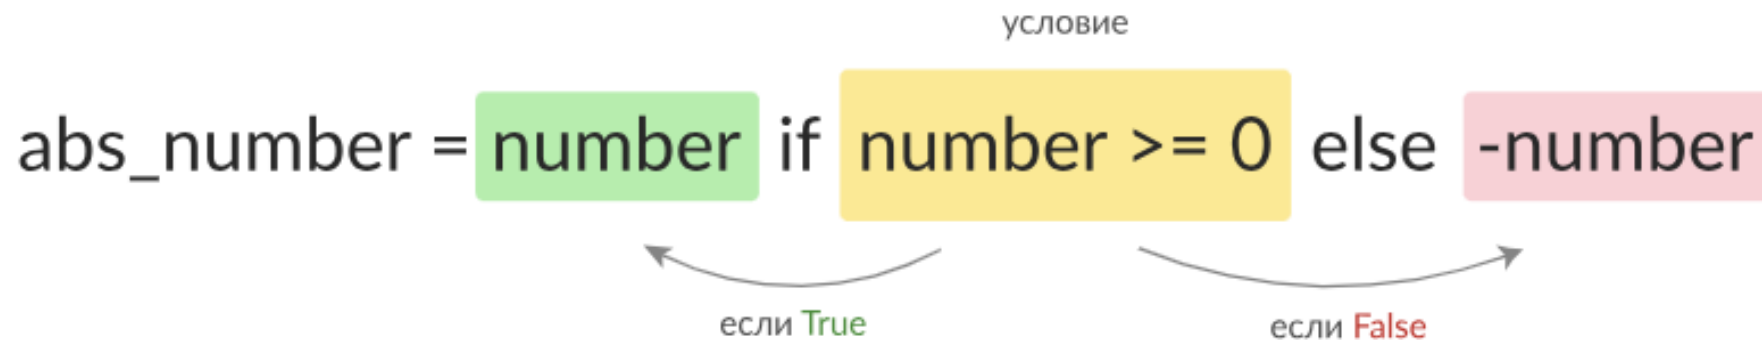 условие
abs_number = number if number >= 0 else -number
если True
если False